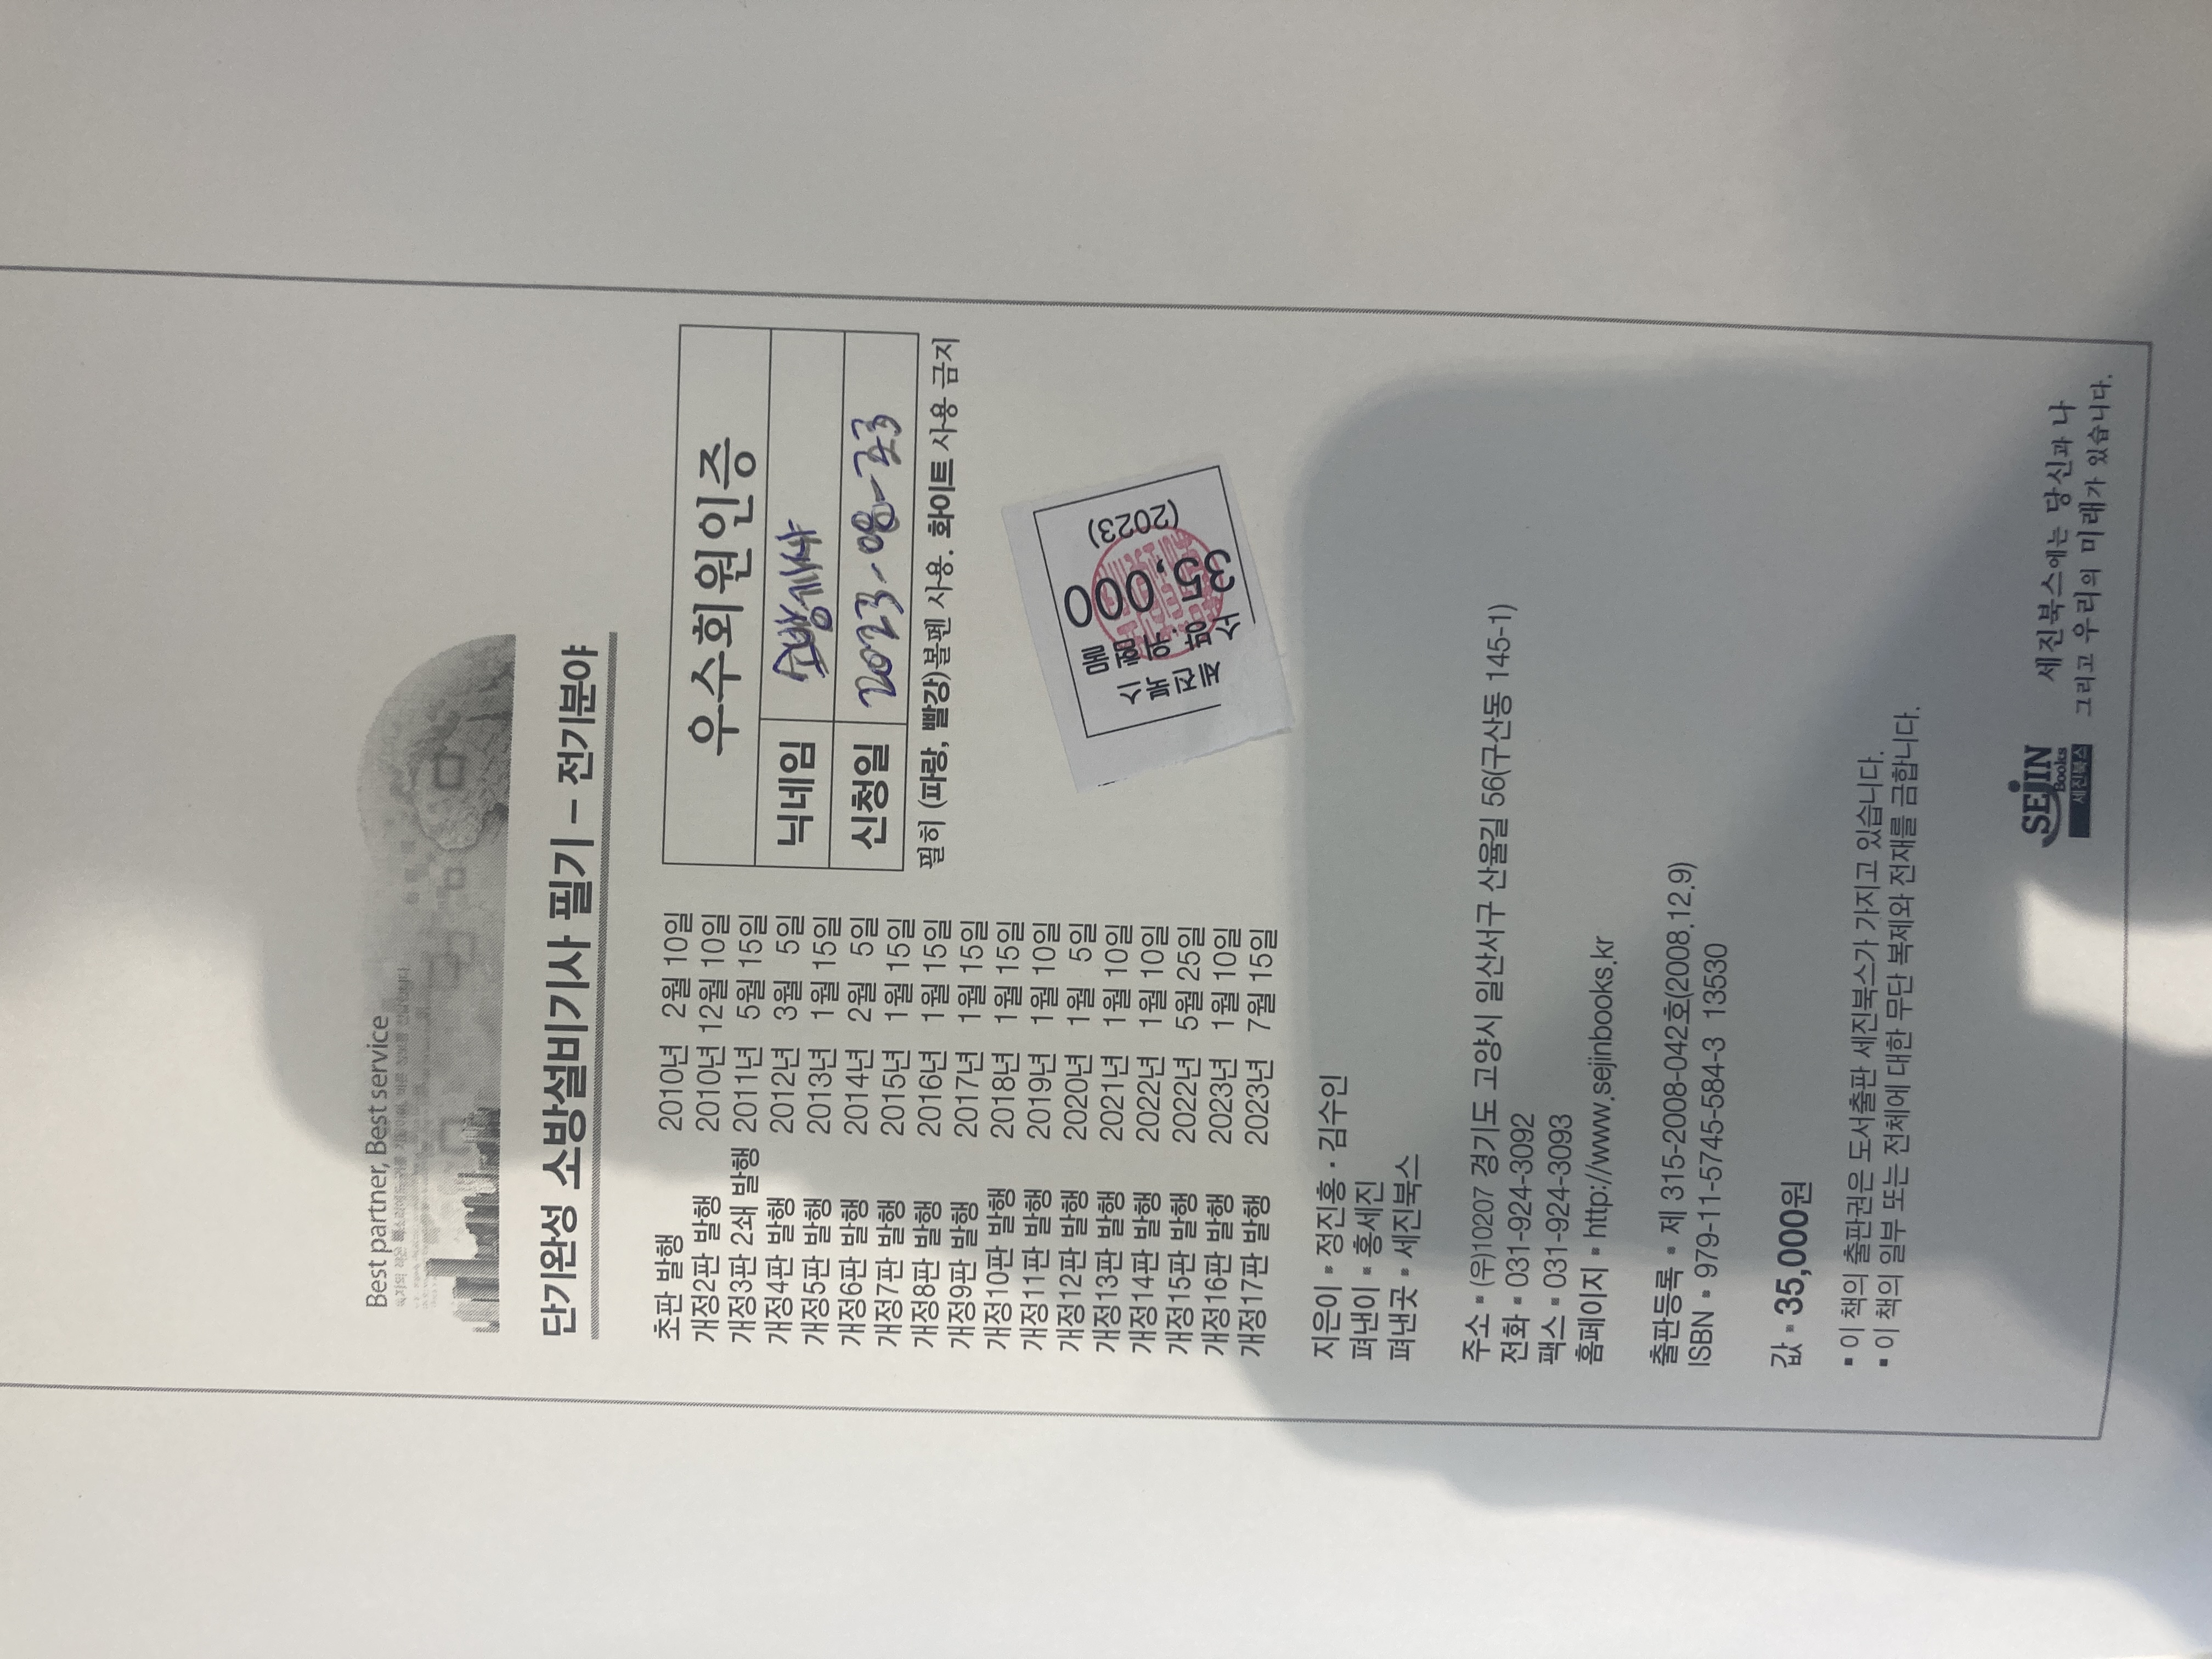 Best partner, Best service
단기완성 소방설비기사 필기 – 전기분야
초판 발행 2010년 2월 10일
개정2판 발행 2010년 12월 10일
개정3판 2쇄 발행 2011년 5월 15일
개정4판 발행 2012년 3월 5일
개정5판 발행 2013년 1월 15일
개정6판 발행 2014년 2월 5일
개정7판 발행 2015년 1월 15일
개정8판 발행 2016년 1월 15일
개정9판 발행 2017년 1월 15일
개정10판 발행 2018년 1월 15일
개정11판 발행 2019년 1월 10일
개정12판 발행 2020년 1월 5일
개정13판 발행 2021년 1월 10일
개정14판 발행 2022년 1월 10일
개정15판 발행 2022년 5월 25일
개정16판 발행 2023년 1월 10일
개정17판 발행 2023년 7월 15일
우수회원인증
닉네임
신청일 2023-08-23
필히 (파랑, 빨강)볼펜 사용. 화이트 사용 금지
(2023)
35,000
지은이 ▪ 정진홍 · 김수인
펴낸이 ▪ 홍세진
펴낸곳 ▪ 세진북스
주소 ▪ (우)10207 경기도 고양시 일산서구 산율길 56(구산동 145-1)
전화 ▪ 031-924-3092
팩스 ▪ 031-924-3093
홈페이지 ▪ http://www.sejinbooks.kr
출판등록 ▪ 제 315-2008-042호(2008.12.9)
ISBN ▪ 979-11-5745-584-3 13530
값 ▪ 35,000원
▪ 이 책의 출판권은 도서출판 세진북스가 가지고 있습니다.
▪ 이 책의 일부 또는 전체에 대한 무단 복제와 전재를 금합니다.
SEJIN
Books
세진북스
세진북스에는 당신과 나
그리고 우리의 미래가 있습니다.